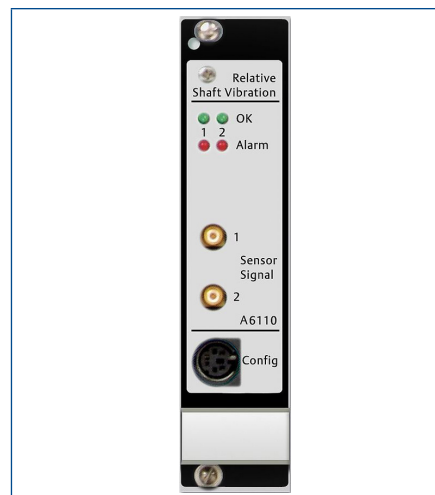 Relative
Shaft Vibration
OK
1 2
Alarm
1
Sensor
Signal
2
A6110
Config